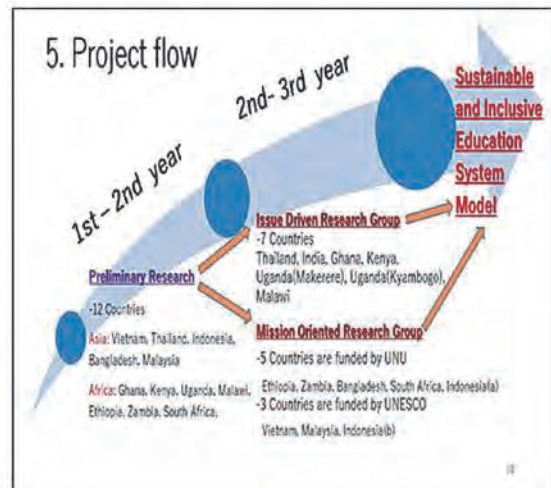 5. Project flow
1st – 2nd year
2nd- 3rd year
Sustainable
and Inclusive
Education
System
Model
Preliminary Research
-12 Countries
Asia: Vietnam, Thailand, Indonesia,
Bangladesh, Malaysia
Africa: Ghana, Kenya, Uganda, Malawi,
Ethiopia, Zambia, South Africa,
Issue Driven Research Group
-7 Countries
Thailand, India, Ghana, Kenya,
Uganda(Makerere), Uganda(Kyambogo),
Malawi
Mission Oriented Research Group
-5 Countries are funded by UNU
Ethiopia, Zambia, Bangladesh, South Africa, Indonesia(a)
-3 Countries are funded by UNESCO
Vietnam, Malaysia, Indonesia(b)